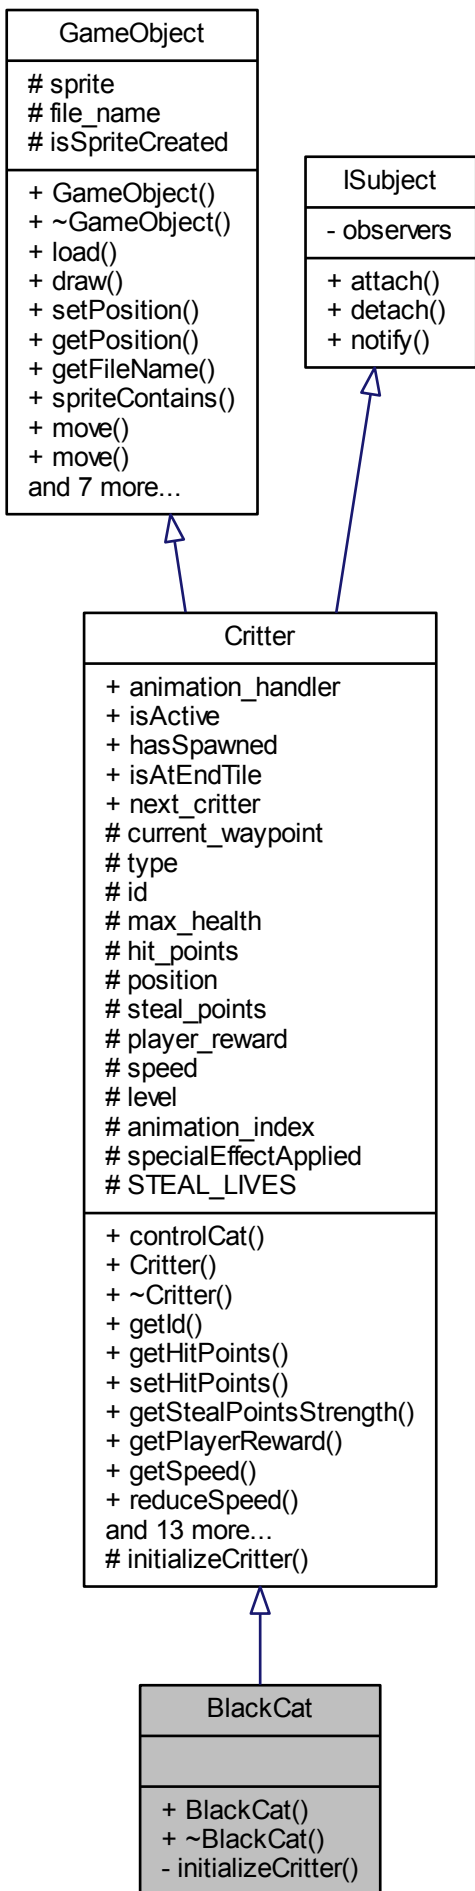 GameObject
# sprite
# file_name
# isSpriteCreated
+ GameObject()
+ ~GameObject()
+ load()
+ draw()
+ setPosition()
+ getPosition()
+ getFileName()
+ spriteContains()
+ move()
+ move()
and 7 more...
ISubject
- observers
+ attach()
+ detach()
+ notify()
Critter
+ animation_handler
+ isActive
+ hasSpawned
+ isAtEndTile
+ next_critter
# current_waypoint
# type
# id
# max_health
# hit_points
# position
# steal_points
# player_reward
# speed
# level
# animation_index
# specialEffectApplied
# STEAL_LIVES
+ controlCat()
+ Critter()
+ ~Critter()
+ getId()
+ getHitPoints()
+ setHitPoints()
+ getStealPointsStrength()
+ getPlayerReward()
+ getSpeed()
+ reduceSpeed()
and 13 more...
# initializeCritter()
BlackCat
+ BlackCat()
+ ~BlackCat()
- initializeCritter()